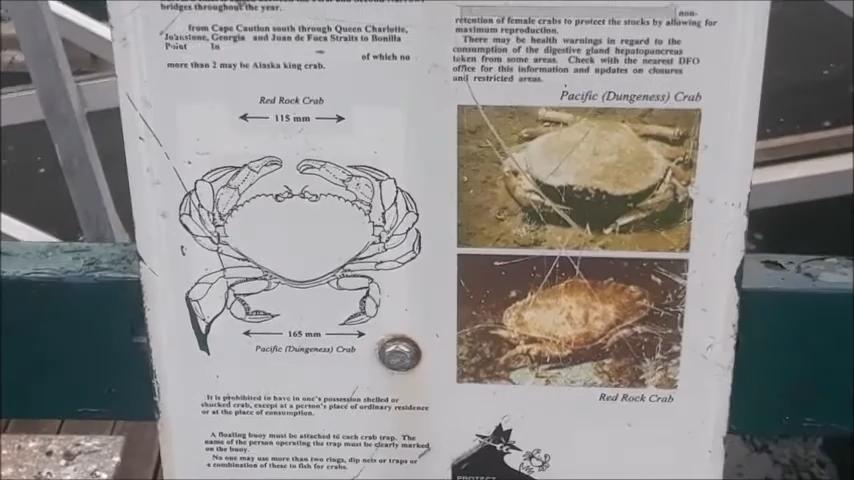 bridges throughout the year.
from Cape Caution south through Queen Charlotte,
Johnstone, Georgia and Juan de Fuca Straits to Bonilla
Point In
of which no
more than 2 may be Alaska king crab.
Red Rock Crab
115 mm
165 mm
Pacific (Dungeness) Crab
It is prohibited to have in one's possession shelled or
shucked crab, except at a person's place of ordinary residence
or at the place of consumption.
A floating buoy must be attached to each crab trap. The
name of the person operating the trap must be clearly marked
on the buoy.
No one may use more than two rings, dip nets or traps or
a combination of these to fish for crab.
non-
retention of female crabs to protect the stocks by allowing for
maximum reproduction.
There may be health warnings in regard to the
consumption of the digestive gland hepatopancreas
taken from some areas. Check with the nearest DFO
office for this information and updates on closures
and restricted areas.
Pacific (Dungeness) Crab
Red Rock Crab
PROTECT